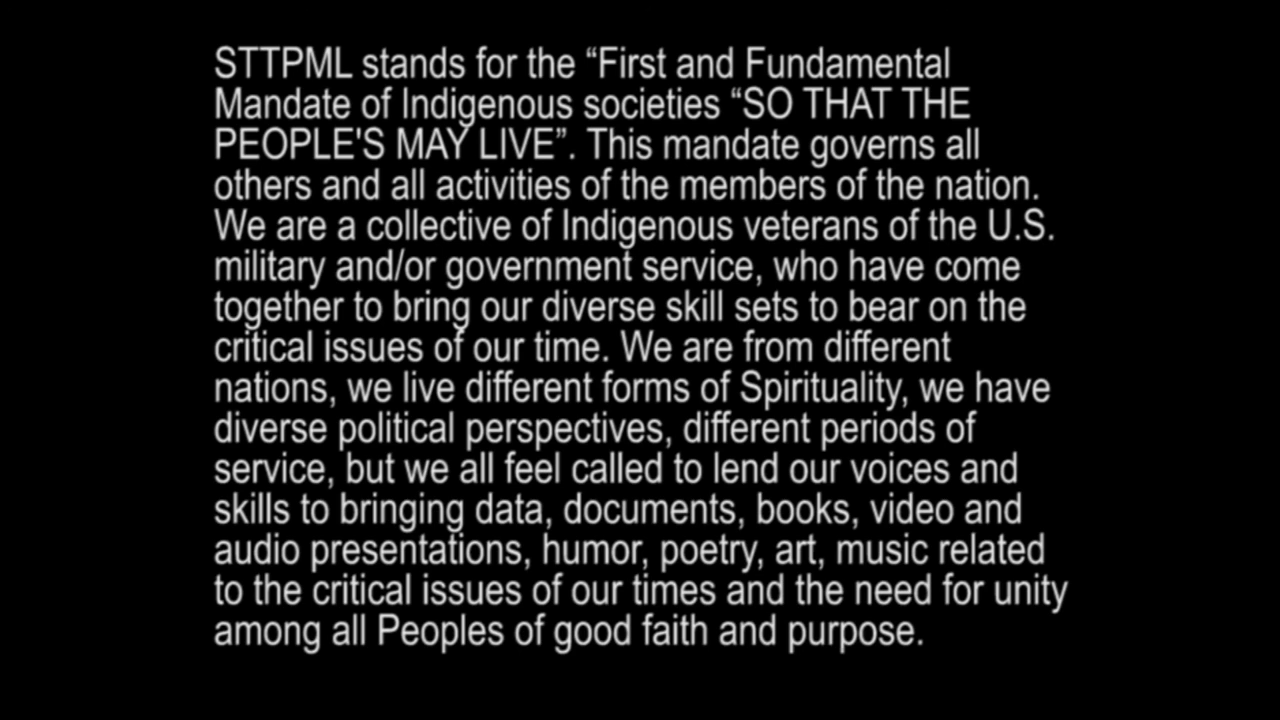 STTPML stands for the “First and Fundamental
Mandate of Indigenous societies “SO THAT THE
PEOPLE'S MAY LIVE”. This mandate governs all
others and all activities of the members of the nation.
We are a collective of Indigenous veterans of the U.S.
military and/or government service, who have come
together to bring our diverse skill sets to bear on the
critical issues of our time. We are from different
nations, we live different forms of Spirituality, we have
diverse political perspectives, different periods of
service, but we all feel called to lend our voices and
skills to bringing data, documents, books, video and
audio presentations, humor, poetry, art, music related
to the critical issues of our times and the need for unity
among all Peoples of good faith and purpose.